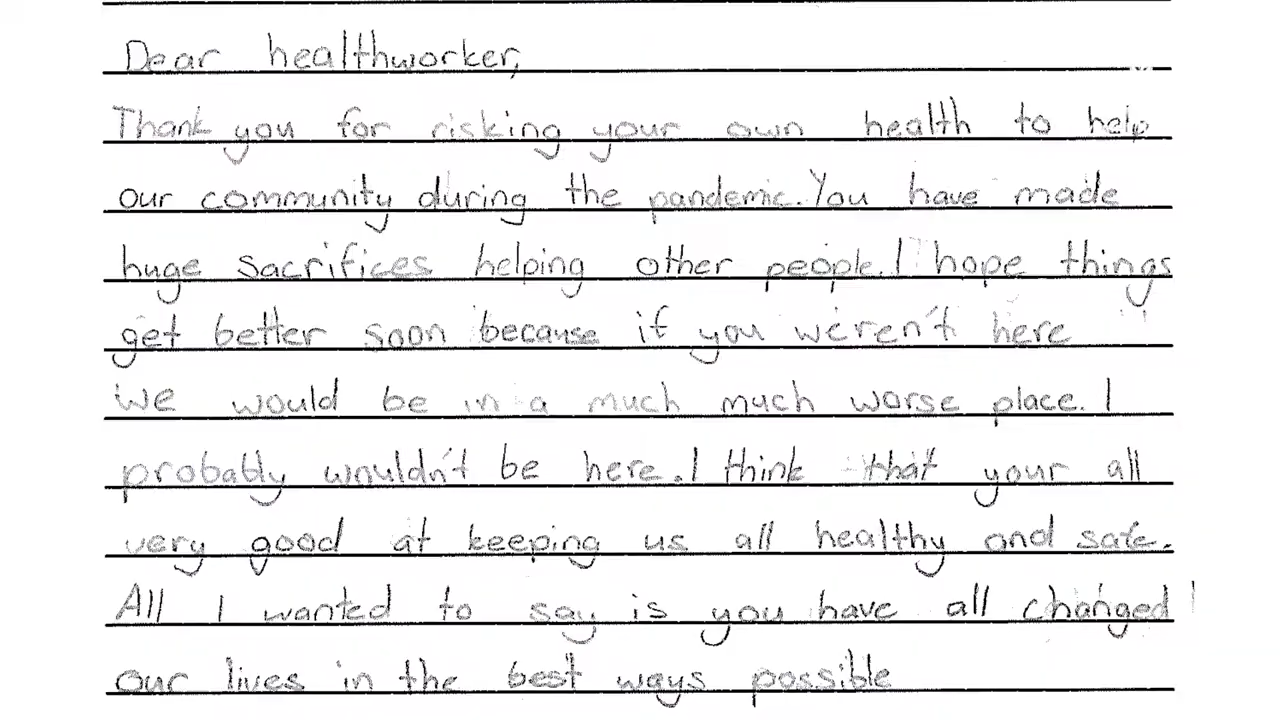 Dear healthworker,
Thank you for risking your own health to help
our community during the pandemic. You have made
huge sacrifices helping other people. I hope things
get better soon because if you weren't here
we would be in a much much worse place. I
probably wouldn't be here. I think that your all
very good at keeping us all healthy and safe.
All I wanted to say is you have all changed
our lives in the best ways possible